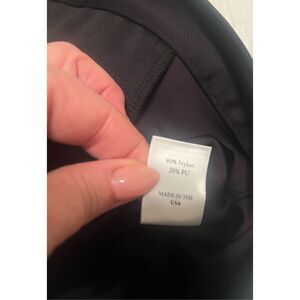 80% Nylon
20% PU
MADE IN THE
USA